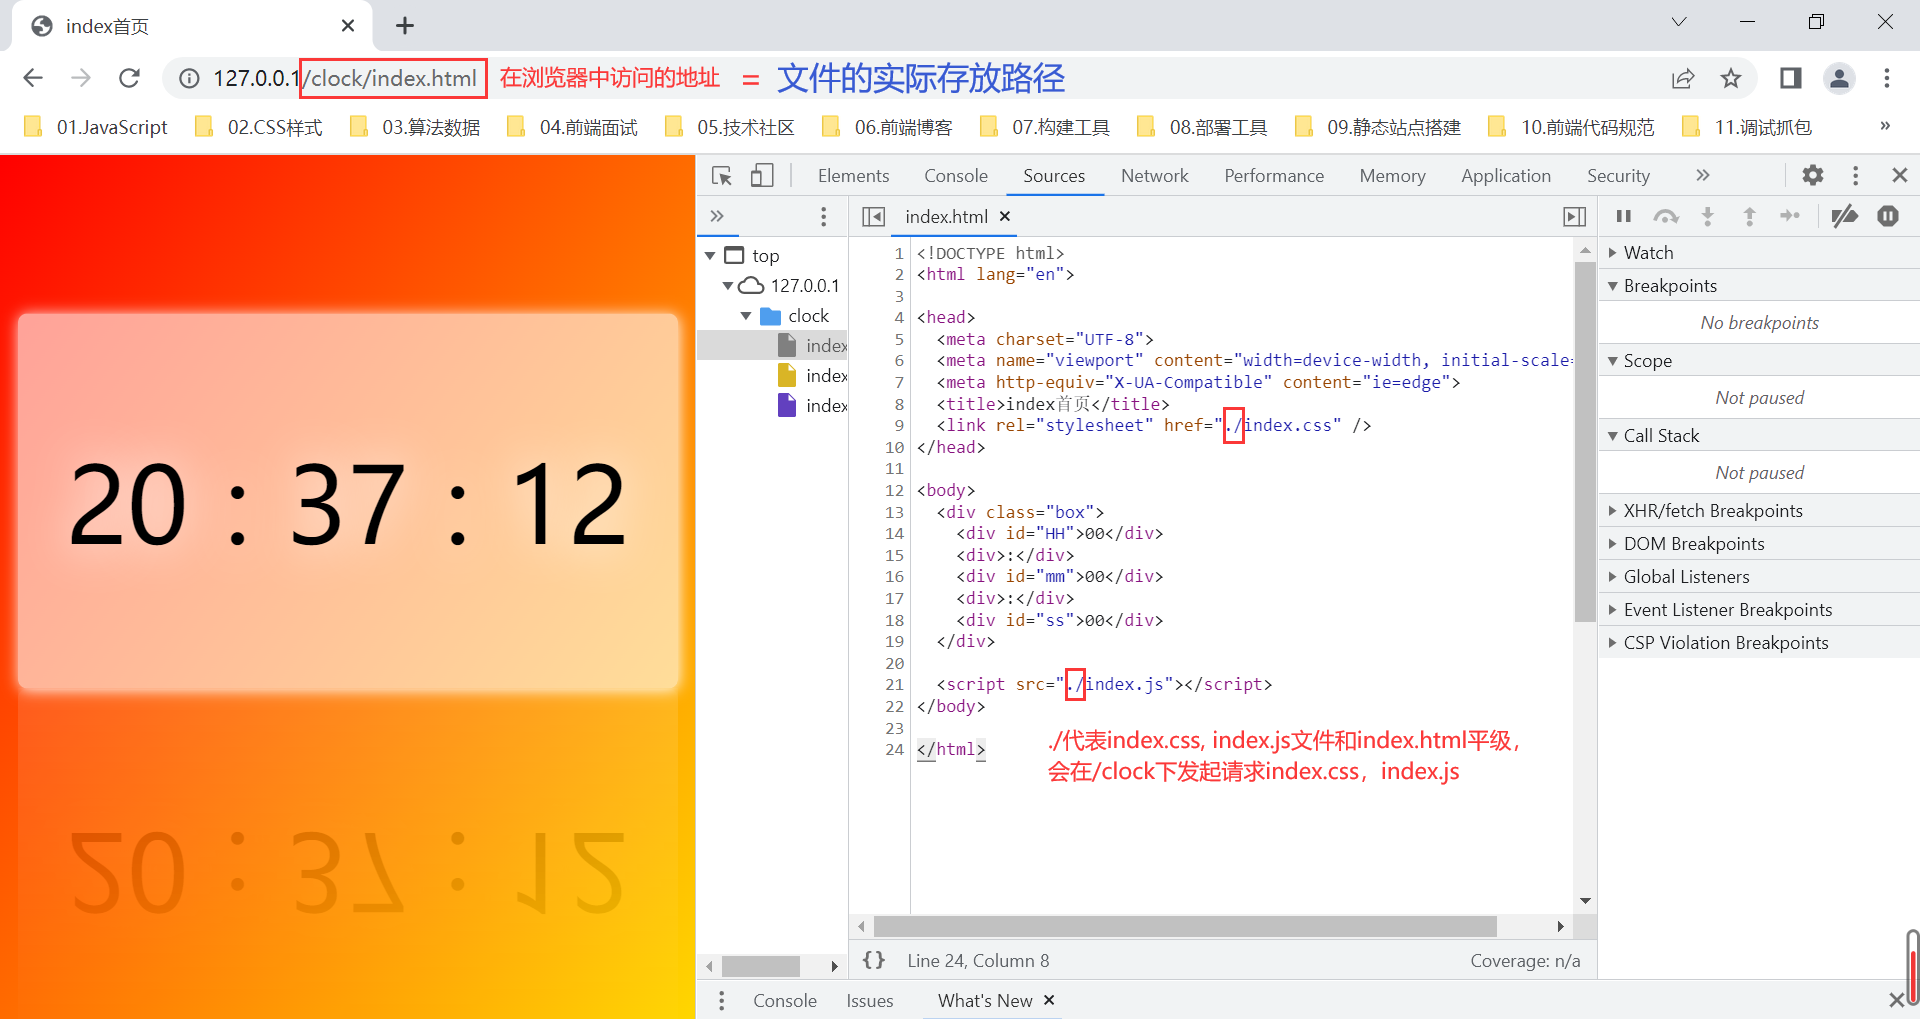 index首页
127.0.0.1/clock/index.html 在浏览器中访问的地址 = 文件的实际存放路径
01.JavaScript 02.CSS样式 03.算法数据 04.前端面试 05.技术社区 06.前端博客 07.构建工具 08.部署工具 09.静态站点搭建 10.前端代码规范 11.调试抓包 »
Elements Console Sources Network Performance Memory Application Security »
» index.html
top
127.0.0.1
clock
index
index
index
20 : 37 : 12
20 : 37 : 12
1 <!DOCTYPE html>
2 <html lang="en">
3
4 <head>
5 <meta charset="UTF-8">
6 <meta name="viewport" content="width=device-width, initial-scale=
7 <meta http-equiv="X-UA-Compatible" content="ie=edge">
8 <title>index首页</title>
9 <link rel="stylesheet" href="./index.css" />
10 </head>
11
12 <body>
13 <div class="box">
14 <div id="HH">00</div>
15 <div>:</div>
16 <div id="mm">00</div>
17 <div>:</div>
18 <div id="ss">00</div>
19 </div>
20
21 <script src="./index.js"></script>
22 </body>
23
24 </html>
./代表index.css, index.js文件和index.html平级，
会在/clock下发起请求index.css，index.js
{ } Line 24, Column 8 Coverage: n/a
Watch
Breakpoints
No breakpoints
Scope
Not paused
Call Stack
Not paused
XHR/fetch Breakpoints
DOM Breakpoints
Global Listeners
Event Listener Breakpoints
CSP Violation Breakpoints
Console Issues What's New